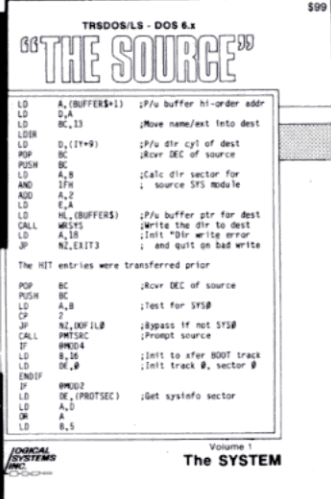 $99
TRSDOS/LS - DOS 6.x
"THE SOURCE"
LD A,(BUFFER$+1) ;P/u buffer hi-order addr
LD D,A
LD BC,13 ;Move name/ext into dest
LDIR
LD D,(IY+9) ;P/u dir cyl of dest
POP BC ;Rcvr DEC of source
PUSH BC
LD A,B ;Calc dir sector for
AND 1FH ; source SYS module
ADD A,2
LD E,A
LD HL,(BUFFER$) ;P/u buffer ptr for dest
CALL WRSYS ;Write the dir to dest
LD A,18 ;Init "Dir write error
JP NZ,EXIT3 ; and quit on bad write
The HIT entries were transferred prior
POP BC ;Rcvr DEC of source
PUSH BC
LD A,B ;Test for SYS0
CP 2
JP NZ,DOFIL0 ;Bypass if not SYS0
CALL PMTSRC ;Prompt source
IF @MOD4
LD B,16 ;Init to xfer BOOT track
LD DE,0 ;Init track 0, sector 0
ENDIF
IF @MOD2
LD DE,(PROTSEC) ;Get sysinfo sector
LD A,D
OR A
LD B,5
LOGICAL
SYSTEMS
INC.
Volume 1
The SYSTEM